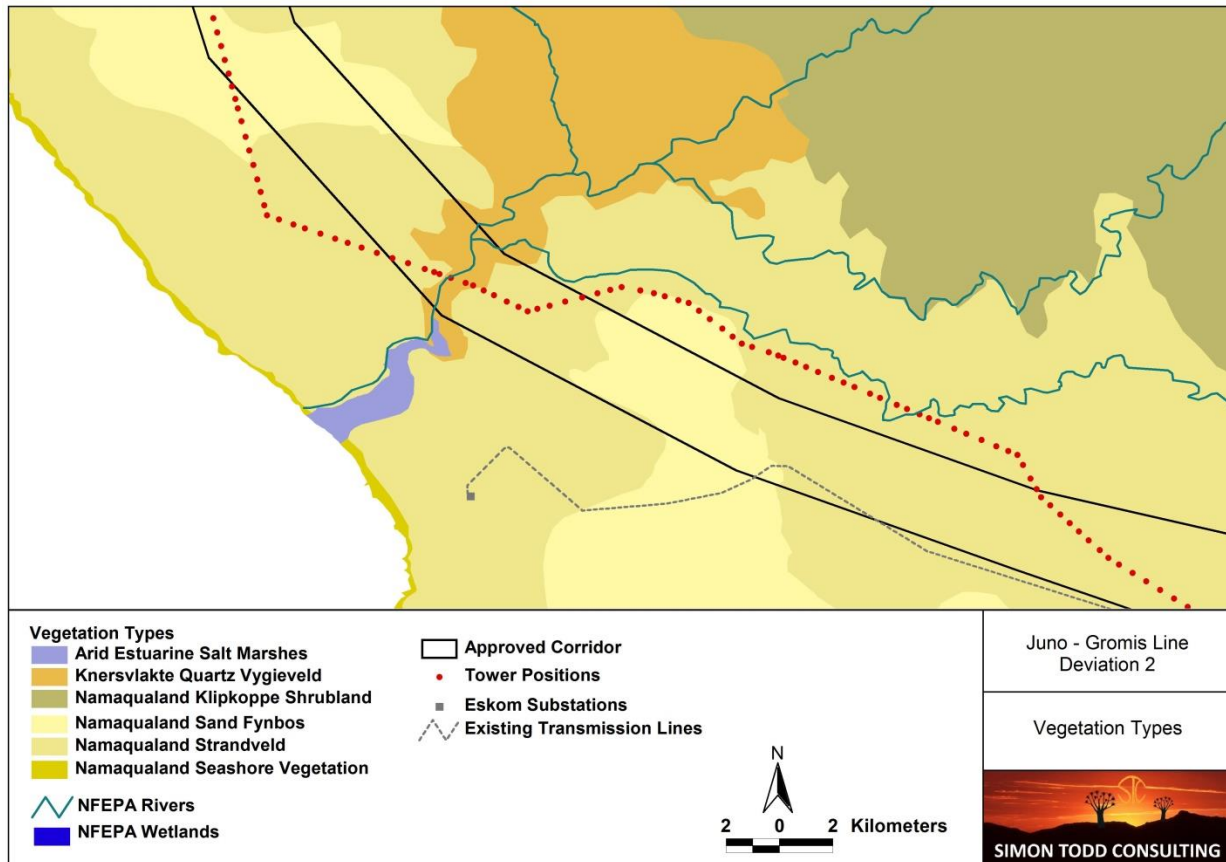 Vegetation Types
Arid Estuarine Salt Marshes
Knersvlakte Quartz Vygieveld
Namaqualand Klipkoppe Shrubland
Namaqualand Sand Fynbos
Namaqualand Strandveld
Namaqualand Seashore Vegetation
NFEPA Rivers
NFEPA Wetlands
Approved Corridor
Tower Positions
Eskom Substations
Existing Transmission Lines
N
2 0 2 Kilometers
Juno - Gromis Line
Deviation 2
Vegetation Types
STC
SIMON TODD CONSULTING